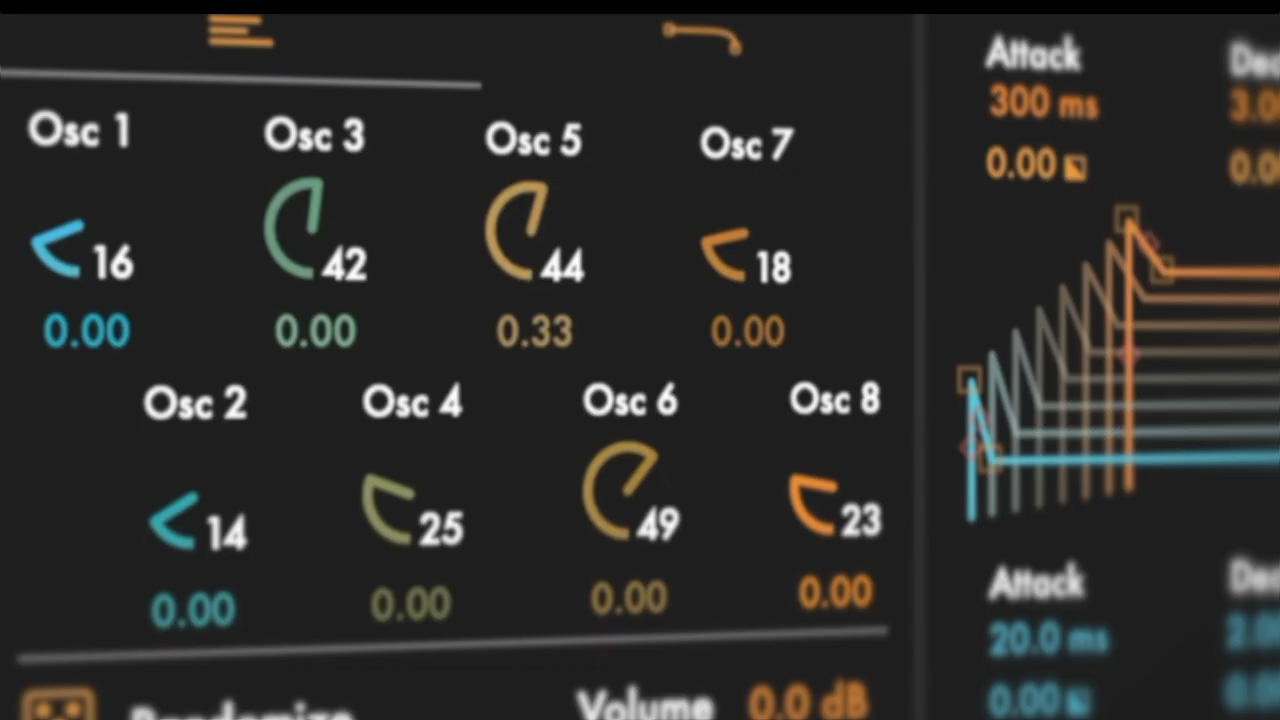 Osc 1 Osc 3 Osc 5 Osc 7
16 42 44 18
0.00 0.00 0.33 0.00
Osc 2 Osc 4 Osc 6 Osc 8
14 25 49 23
0.00 0.00 0.00 0.00
Volume 0.0 dB
Attack
300 ms
0.00
Attack
20.0 ms
0.00